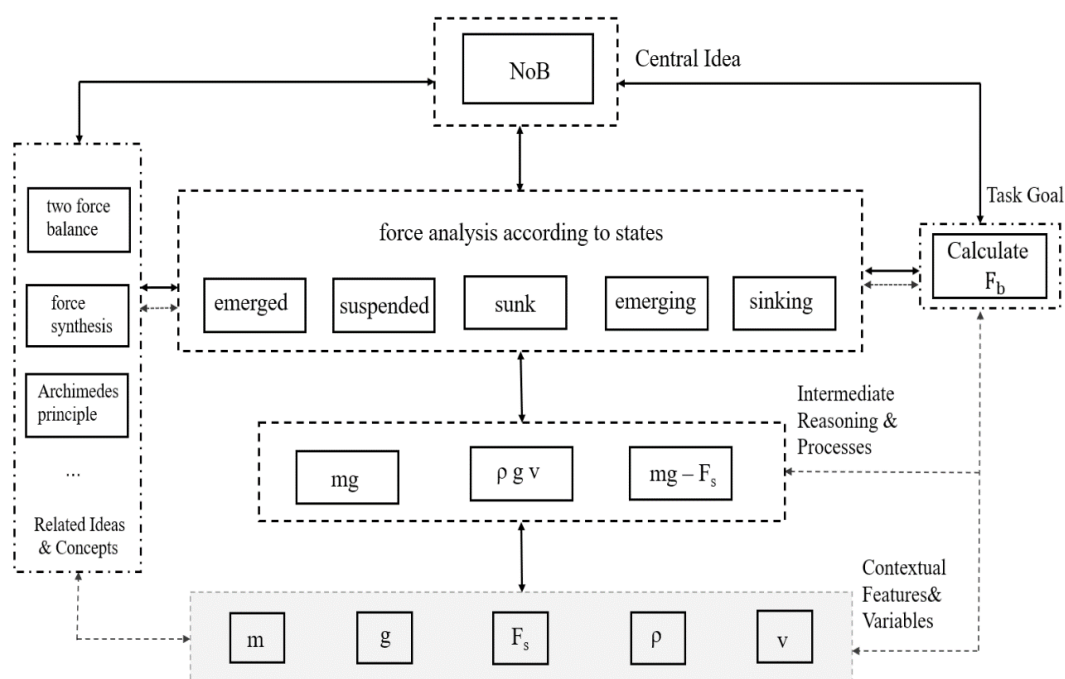 NoB
Central Idea
two force
balance
force
synthesis
Archimedes
principle
...
Related Ideas
& Concepts
force analysis according to states
emerged
suspended
sunk
emerging
sinking
Task Goal
Calculate
F_b
mg
ρ g v
mg – F_s
Intermediate
Reasoning &
Processes
Contextual
Features&
Variables
m
g
F_s
ρ
v